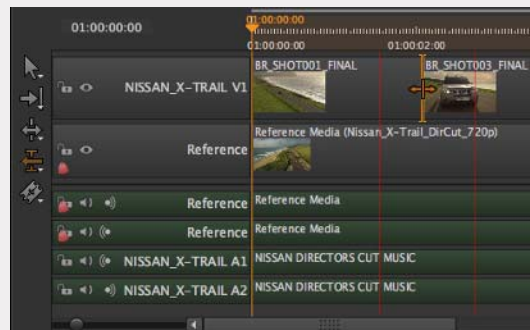 01:00:00:00
01:00:00:00
01:00:00:00 01:00:02:00
NISSAN_X-TRAIL V1
BR_SHOT001_FINAL BR_SHOT003_FINAL
Reference
Reference Media (Nissan_X-Trail_DirCut_720p)
Reference Reference Media
Reference Reference Media
NISSAN_X-TRAIL A1 NISSAN DIRECTORS CUT MUSIC
NISSAN_X-TRAIL A2 NISSAN DIRECTORS CUT MUSIC